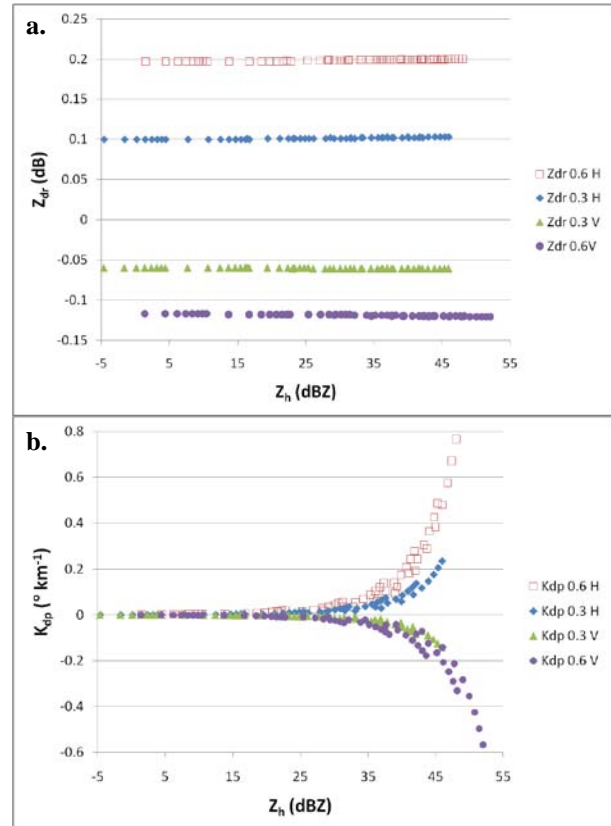 a.
0.25
0.2
0.15
0.1
0.05
0
-0.05
-0.1
-0.15
Zdr (dB)
-5 5 15 25 35 45 55
Zh (dBZ)
Zdr 0.6 H
Zdr 0.3 H
Zdr 0.3 V
Zdr 0.6V
b.
0.8
0.6
0.4
0.2
0
-0.2
-0.4
-0.6
Kdp (° km-1)
-5 5 15 25 35 45 55
Zh (dBZ)
Kdp 0.6 H
Kdp 0.3 H
Kdp 0.3 V
Kdp 0.6 V